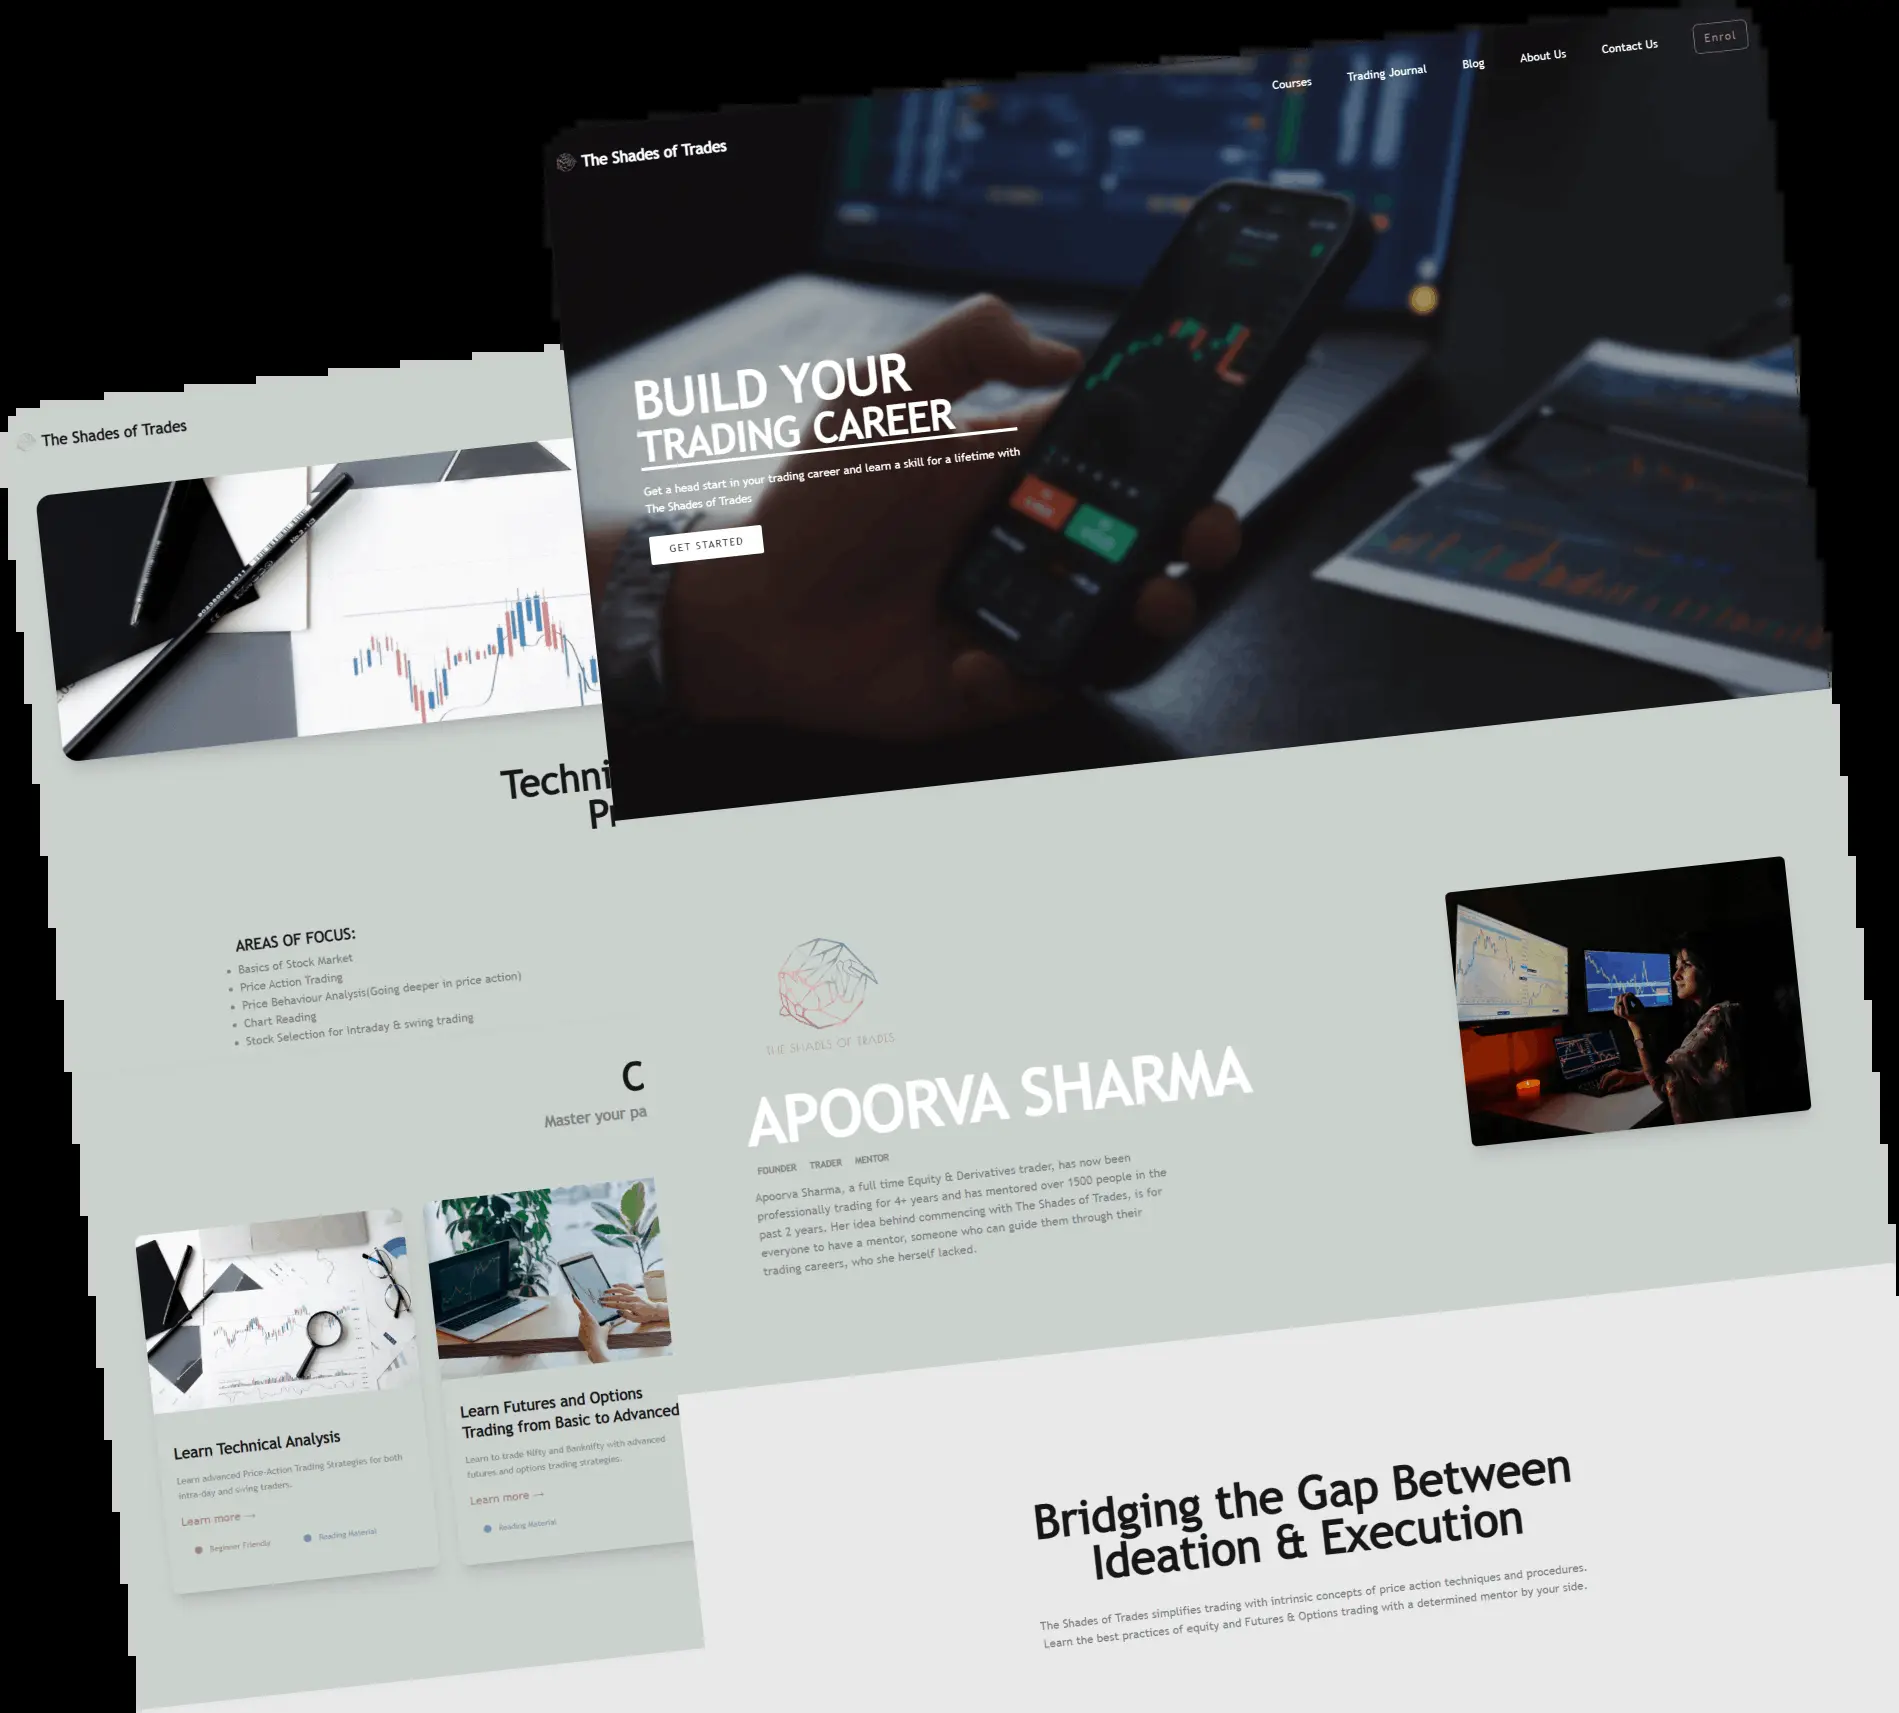 The Shades of Trades
Courses
Trading Journal
Blog
About Us
Contact Us
Enrol
BUILD YOUR
TRADING CAREER
Get a head start in your trading career and learn a skill for a lifetime with
The Shades of Trades
GET STARTED
The Shades of Trades
Techni
AREAS OF FOCUS:
• Basics of Stock Market
• Price Action Trading
• Price Behaviour Analysis(Going deeper in price action)
• Chart Reading
• Stock Selection for intraday & swing trading
C
Master your pa
Learn Technical Analysis
Learn advanced Price-Action Trading Strategies for both
intra-day and swing traders.
Learn more →
Beginner Friendly
Reading Material
Learn Futures and Options
Trading from Basic to Advanced
Learn to trade Nifty and Banknifty with advanced
futures and options trading strategies.
Learn more →
Reading Material
THE SHADES OF TRADES
APOORVA SHARMA
FOUNDER TRADER MENTOR
Apoorva Sharma, a full time Equity & Derivatives trader, has now been
professionally trading for 4+ years and has mentored over 1500 people in the
past 2 years. Her idea behind commencing with The Shades of Trades, is for
everyone to have a mentor, someone who can guide them through their
trading careers, who she herself lacked.
Bridging the Gap Between
Ideation & Execution
The Shades of Trades simplifies trading with intrinsic concepts of price action techniques and procedures.
Learn the best practices of equity and Futures & Options trading with a determined mentor by your side.